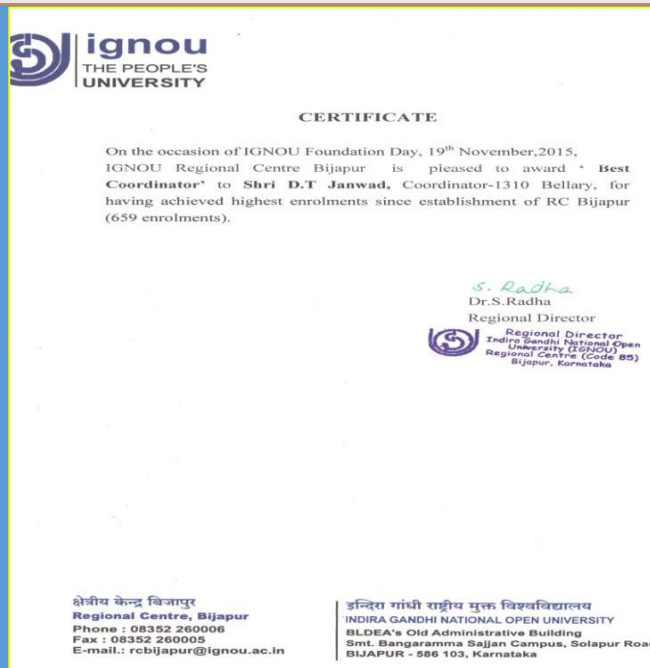 ignou
THE PEOPLE'S
UNIVERSITY
CERTIFICATE
On the occasion of IGNOU Foundation Day, 19th November,2015,
IGNOU Regional Centre Bijapur is pleased to award ' Best
Coordinator' to Shri D.T Janwad, Coordinator-1310 Bellary, for
having achieved highest enrolments since establishment of RC Bijapur
(659 enrolments).
S. Radha
Dr.S.Radha
Regional Director
Regional Director
Indira Gandhi National Open
University (IGNOU)
Regional Centre (Code 85)
Bijapur, Karnataka
क्षेत्रीय केन्द्र बिजापुर
Regional Centre, Bijapur
Phone : 08352 260006
Fax : 08352 260005
E-mail.: rcbijapur@ignou.ac.in
इन्दिरा गांधी राष्ट्रीय मुक्त विश्वविद्यालय
INDIRA GANDHI NATIONAL OPEN UNIVERSITY
BLDEA's Old Administrative Building
Smt. Bangaramma Sajjan Campus, Solapur Road
BIJAPUR - 586 103, Karnataka